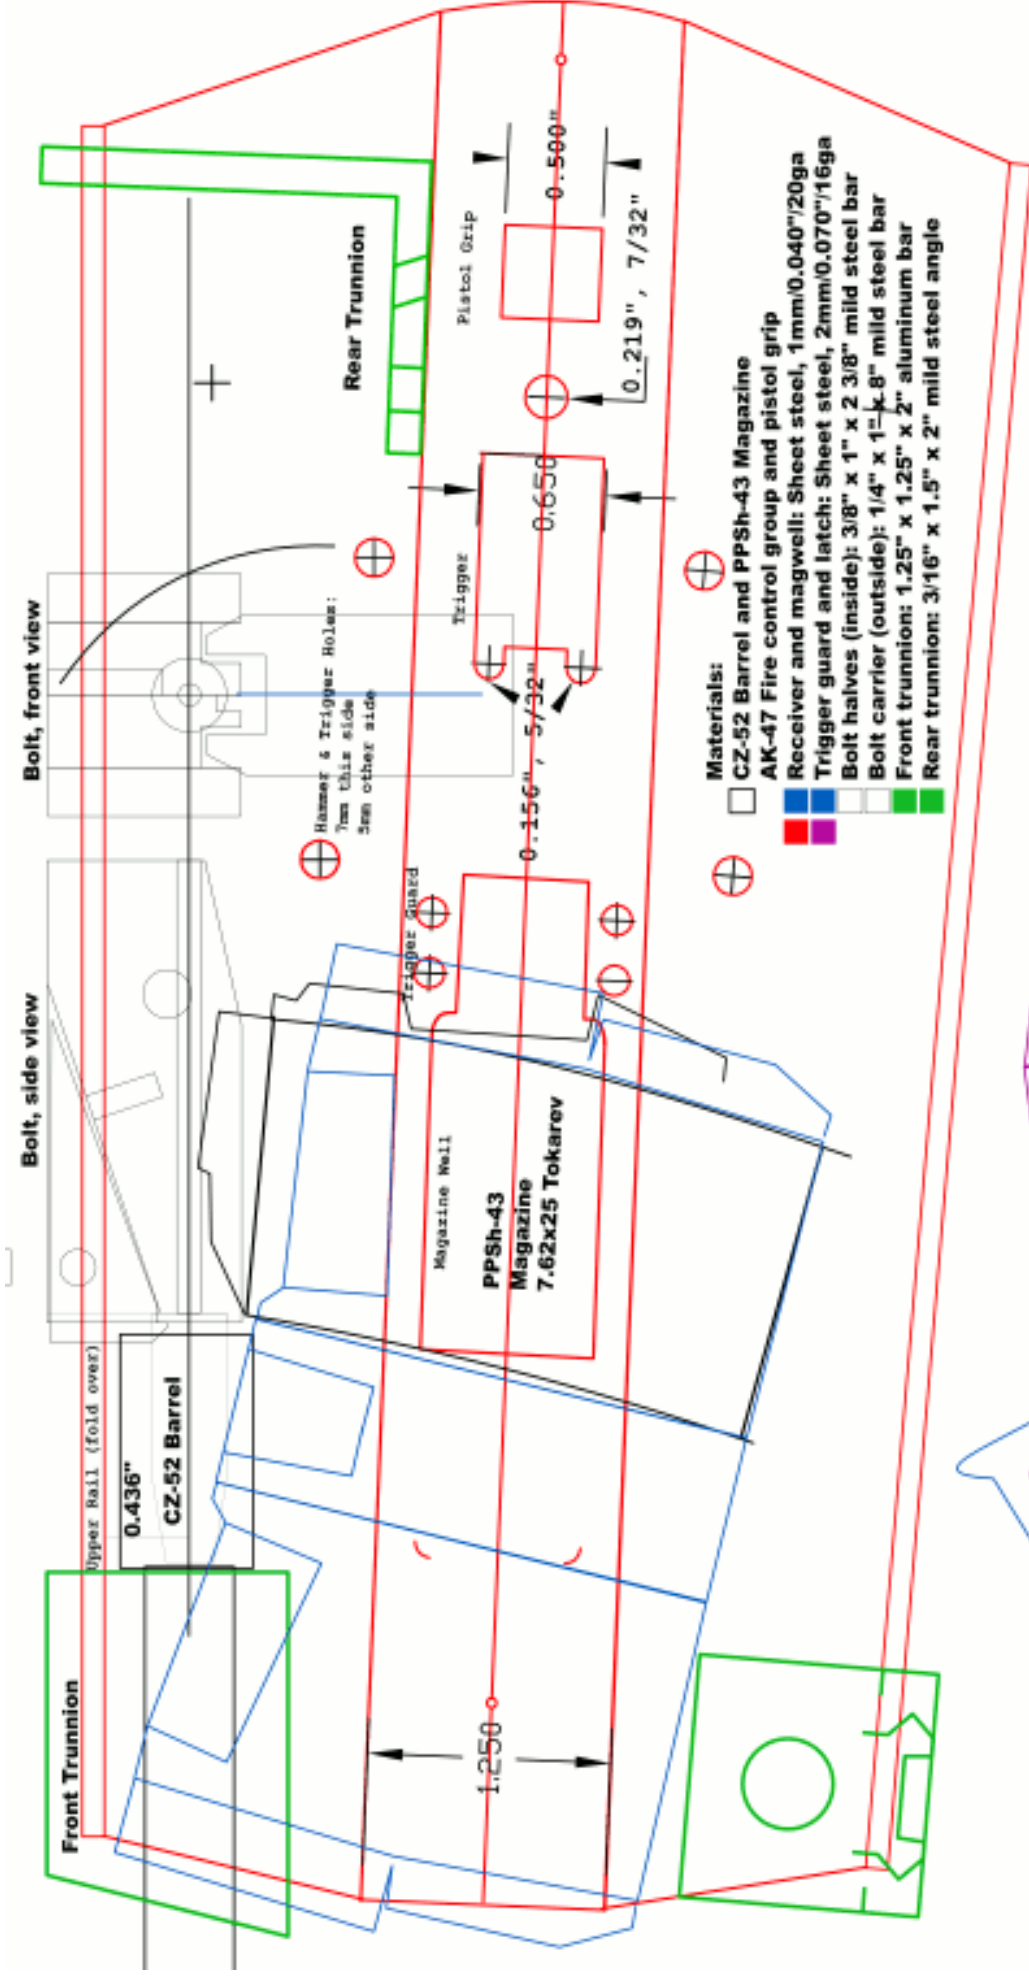 Bolt, side view
Bolt, front view
Front Trunnion
Upper Rail (fold over)
0.436"
CZ-52 Barrel
Hammer & Trigger Holes:
7mm this side
5mm other side
Rear Trunnion
Trigger Guard
Magazine Well
Trigger
Pistol Grip
PPSh-43
Magazine
7.62x25 Tokarev
1.250
0.156", 5/32"
0.650
0.500"
0.219", 7/32"
Materials:
CZ-52 Barrel and PPSh-43 Magazine
AK-47 Fire control group and pistol grip
Receiver and magwell: Sheet steel, 1mm/0.040"/20ga
Trigger guard and latch: Sheet steel, 2mm/0.070"/16ga
Bolt halves (inside): 3/8" x 1" x 2 3/8" mild steel bar
Bolt carrier (outside): 1/4" x 1" x 8" mild steel bar
Front trunnion: 1.25" x 1.25" x 2" aluminum bar
Rear trunnion: 3/16" x 1.5" x 2" mild steel angle